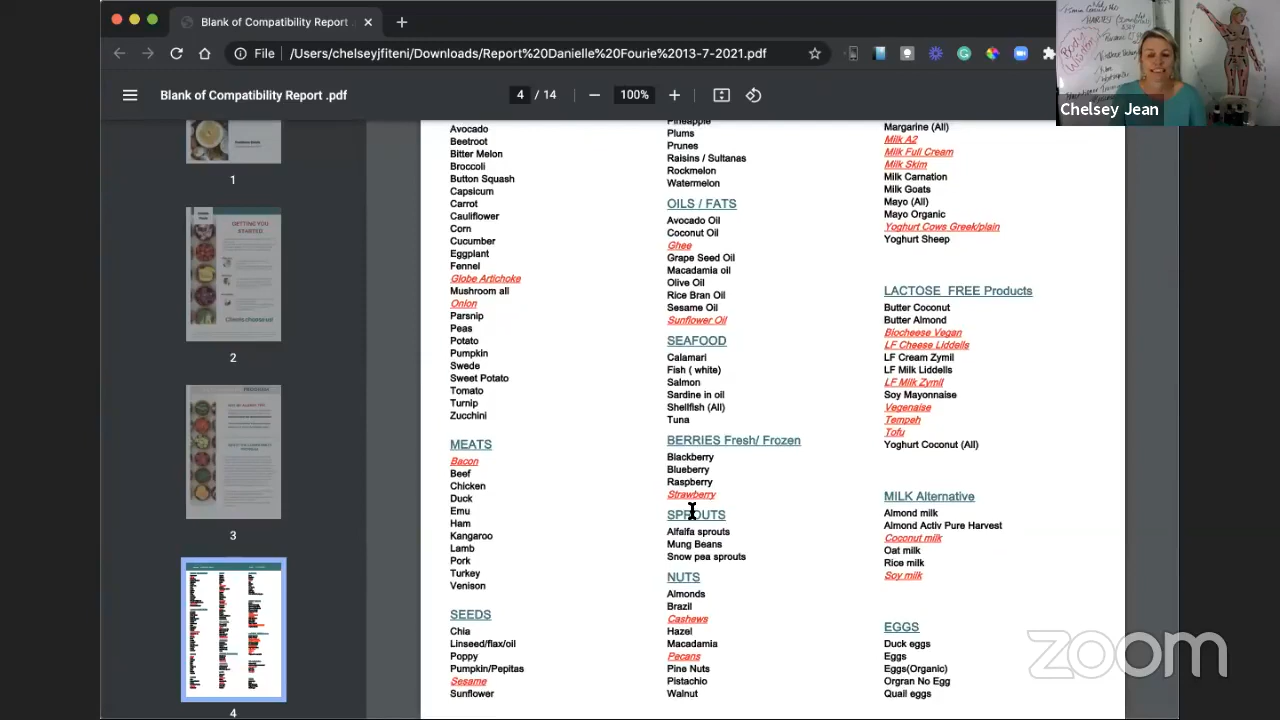 Blank of Compatibility Report
File
/Users/chelseyjfiten/Downloads/Report%20Danielle%20Fourie%2013-7-2021.pdf
Blank of Compatibility Report .pdf
4 / 14
100%
Chelsey Jean
1
GETTING YOU
STARTED
2
3
4
Avocado
Beetroot
Bitter Melon
Broccoli
Button Squash
Capsicum
Carrot
Cauliflower
Corn
Cucumber
Eggplant
Fennel
Globe Artichoke
Mushroom all
Onion
Parsnip
Peas
Potato
Pumpkin
Swede
Sweet Potato
Tomato
Turnip
Zucchini
MEATS
Bacon
Beef
Chicken
Duck
Emu
Ham
Kangaroo
Lamb
Pork
Turkey
Venison
SEEDS
Chia
Linseed/flax/oil
Poppy
Pumpkin/Pepitas
Sesame
Sunflower
Pineapple
Plums
Prunes
Raisins / Sultanas
Rockmelon
Watermelon
OILS / FATS
Avocado Oil
Coconut Oil
Ghee
Grape Seed Oil
Macadamia oil
Olive Oil
Rice Bran Oil
Sesame Oil
Sunflower Oil
SEAFOOD
Calamari
Fish ( white)
Salmon
Sardine in oil
Shellfish (All)
Tuna
BERRIES Fresh/ Frozen
Blackberry
Blueberry
Raspberry
Strawberry
SPROUTS
Alfalfa sprouts
Mung Beans
Snow pea sprouts
NUTS
Almonds
Brazil
Cashews
Hazel
Macadamia
Pecans
Pine Nuts
Pistachio
Walnut
Margarine (All)
Milk A2
Milk Full Cream
Milk Skim
Milk Carnation
Milk Goats
Mayo (All)
Mayo Organic
Yoghurt Cows Greek/plain
Yoghurt Sheep
LACTOSE FREE Products
Butter Coconut
Butter Almond
Biocheese Vegan
LF Cheese Liddells
LF Cream Zymil
LF Milk Liddells
LF Milk Zymil
Soy Mayonnaise
Vegenaise
Tempeh
Tofu
Yoghurt Coconut (All)
MILK Alternative
Almond milk
Almond Activ Pure Harvest
Coconut milk
Oat milk
Rice milk
Soy milk
EGGS
Duck eggs
Eggs
Eggs(Organic)
Orgran No Egg
Quail eggs
zoom